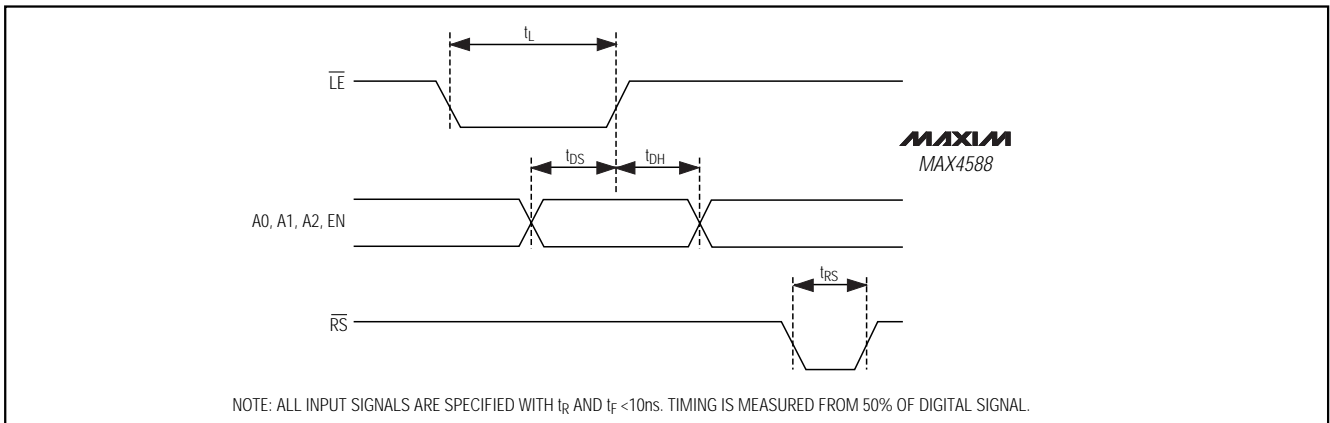 tL
LE
MAXIM
MAX4588
tDS
tDH
A0, A1, A2, EN
tRS
RS
NOTE: ALL INPUT SIGNALS ARE SPECIFIED WITH tR AND tF <10ns. TIMING IS MEASURED FROM 50% OF DIGITAL SIGNAL.